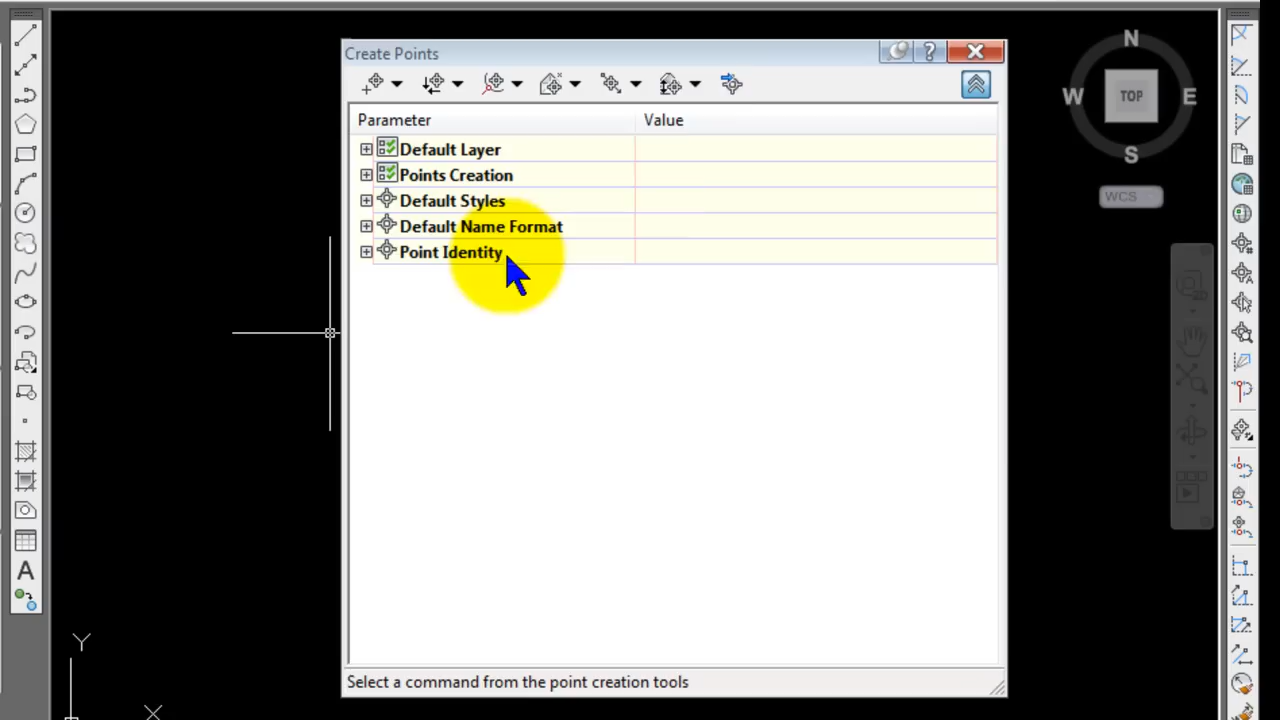 Create Points
Parameter Value
Default Layer
Points Creation
Default Styles
Default Name Format
Point Identity
Select a command from the point creation tools
N
W TOP E
S
WCS
A
Y
X